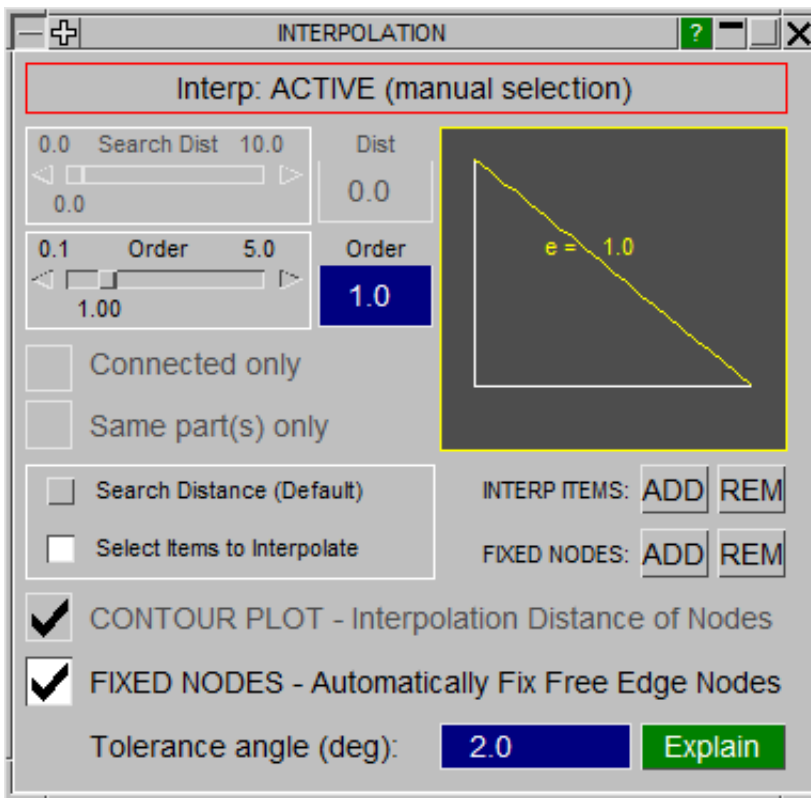 INTERPOLATION ?
Interp: ACTIVE (manual selection)
0.0 Search Dist 10.0
0.0
Dist
0.0
0.1 Order 5.0
1.00
Order
1.0
e = 1.0
Connected only
Same part(s) only
Search Distance (Default)
Select Items to Interpolate
INTERP ITEMS: ADD REM
FIXED NODES: ADD REM
CONTOUR PLOT - Interpolation Distance of Nodes
FIXED NODES - Automatically Fix Free Edge Nodes
Tolerance angle (deg): 2.0 Explain